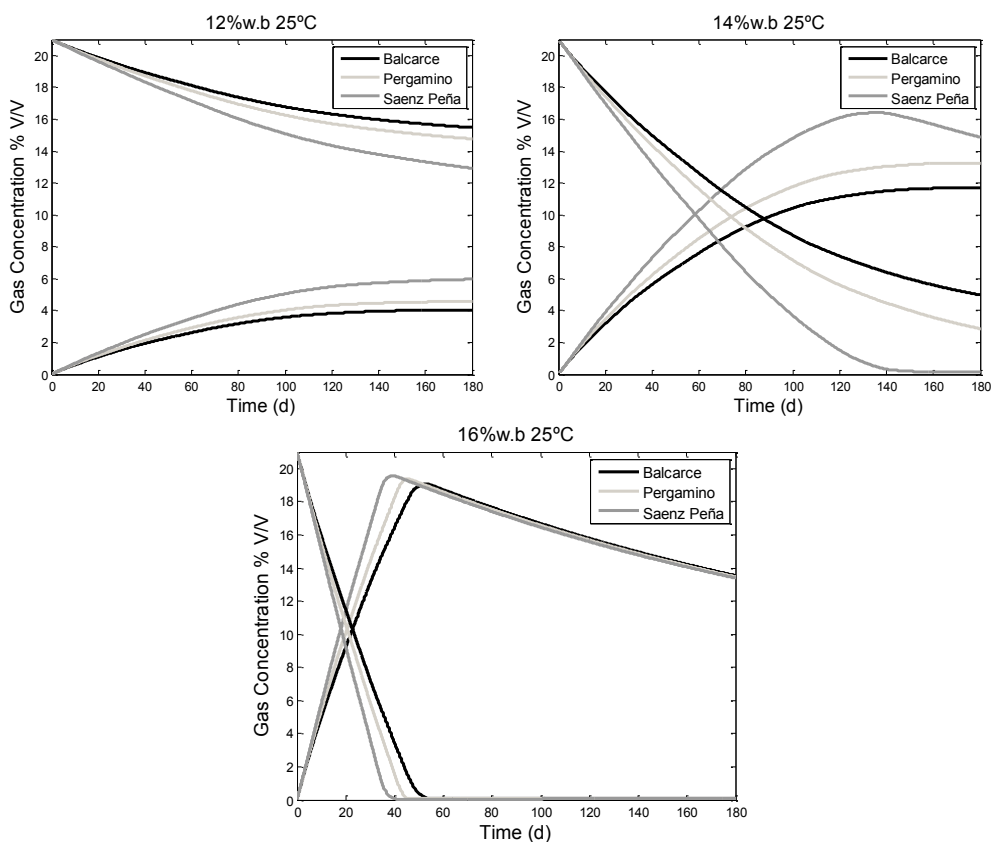 12%w.b 25ºC
Gas Concentration % V/V
20
18
16
14
12
10
8
6
4
2
0
Balcarce
Pergamino
Saenz Peña
0 20 40 60 80 100 120 140 160 180
Time (d)
14%w.b 25ºC
Gas Concentration % V/V
20
18
16
14
12
10
8
6
4
2
0
Balcarce
Pergamino
Saenz Peña
0 20 40 60 80 100 120 140 160 180
Time (d)
16%w.b 25ºC
Gas Concentration % V/V
20
18
16
14
12
10
8
6
4
2
0
Balcarce
Pergamino
Saenz Peña
0 20 40 60 80 100 120 140 160 180
Time (d)